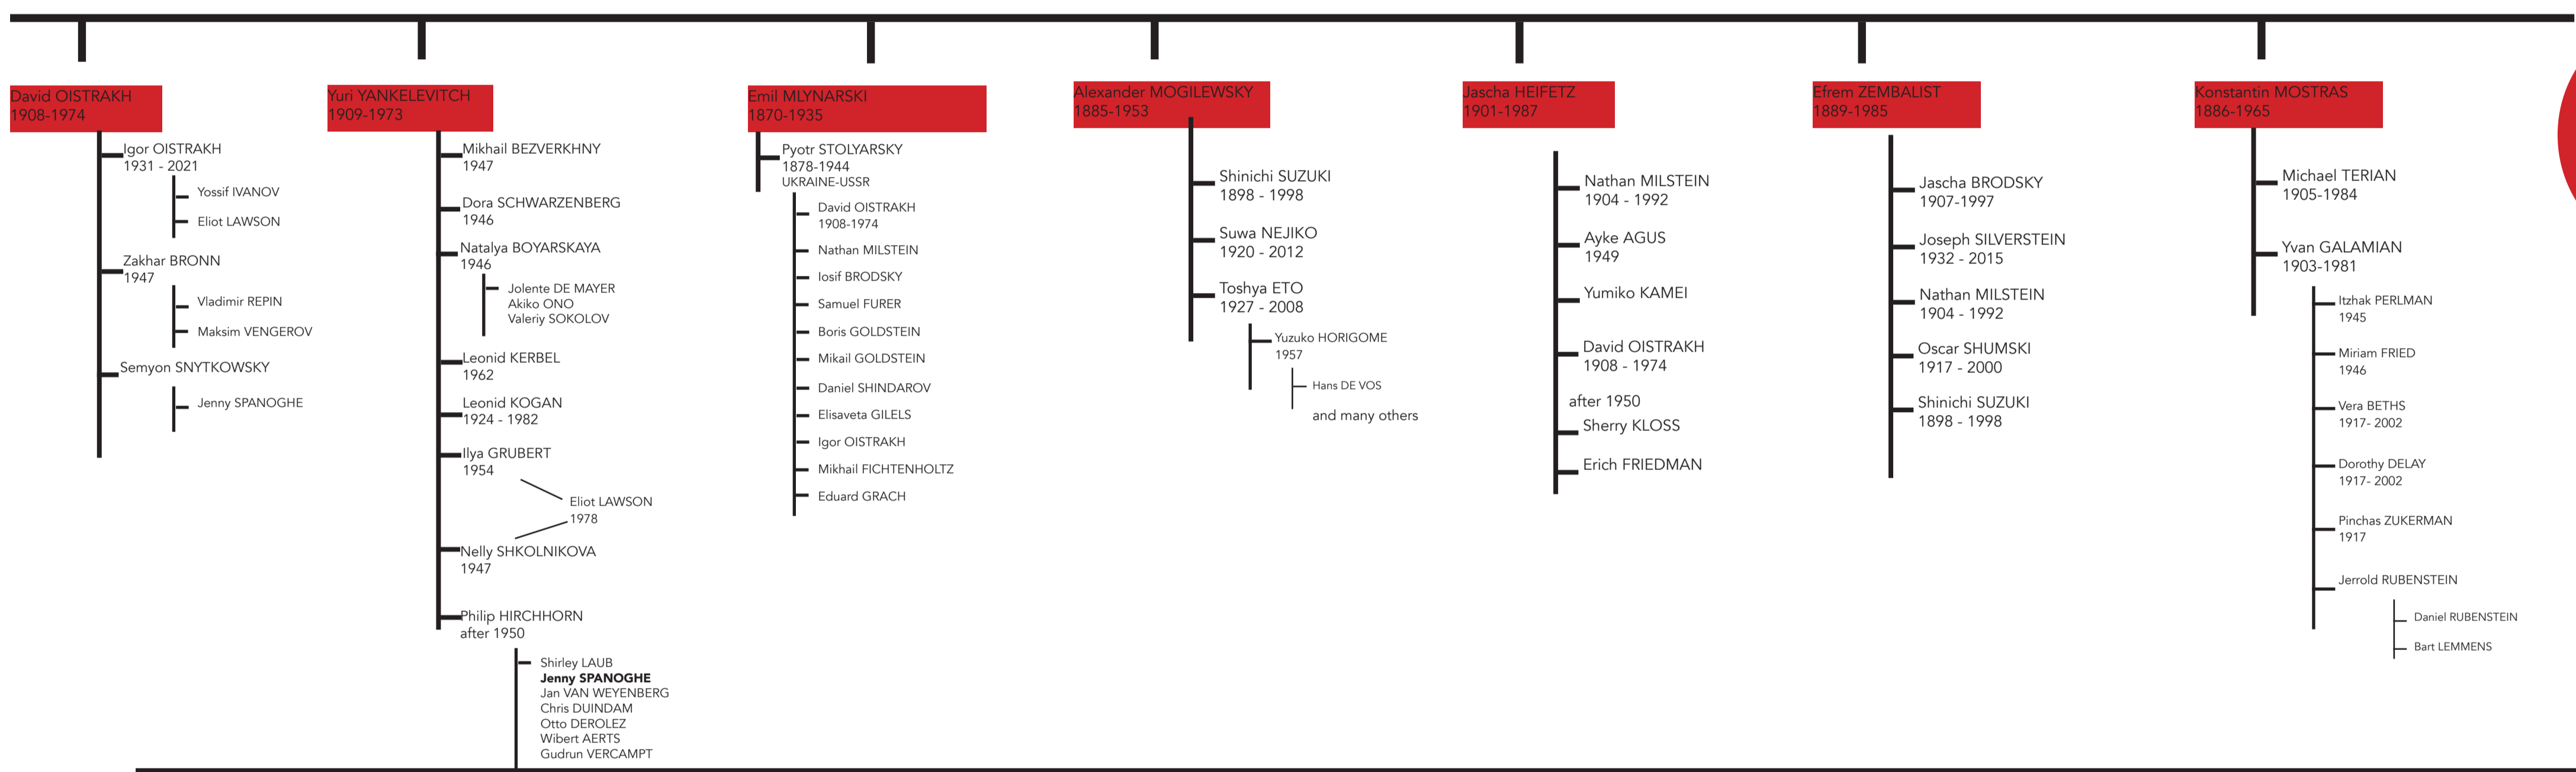 David OISTRAKH
1908-1974
Igor OISTRAKH
1931 - 2021
Yossif IVANOV
Eliot LAWSON
Zakhar BRONN
1947
Vladimir REPIN
Maksim VENGEROV
Semyon SNYTKOWSKY
Jenny SPANOGHE
Yuri YANKELEVITCH
1909-1973
Mikhail BEZVERKHNY
1947
Dora SCHWARZENBERG
1946
Natalya BOYARSKAYA
1946
Jolente DE MAYER
Akiko ONO
Valeriy SOKOLOV
Leonid KERBEL
1962
Leonid KOGAN
1924 - 1982
Ilya GRUBERT
1954
Eliot LAWSON
1978
Nelly SHKOLNIKOVA
1947
Philip HIRCHHORN
after 1950
Shirley LAUB
Jenny SPANOGHE
Jan VAN WEYENBERG
Chris DUINDAM
Otto DEROLEZ
Wibert AERTS
Gudrun VERCAMPT
Emil MLYNARSKI
1870-1935
Pyotr STOLYARSKY
1878-1944
UKRAINE-USSR
David OISTRAKH
1908-1974
Nathan MILSTEIN
Iosif BRODSKY
Samuel FURER
Boris GOLDSTEIN
Mikail GOLDSTEIN
Daniel SHINDAROV
Elisaveta GILELS
Igor OISTRAKH
Mikhail FICHTENHOLTZ
Eduard GRACH
Alexander MOGILEWSKY
1885-1953
Shinichi SUZUKI
1898 - 1998
Suwa NEJIKO
1920 - 2012
Toshya ETO
1927 - 2008
Yuzuko HORIGOME
1957
Hans DE VOS
and many others
Jascha HEIFETZ
1901-1987
Nathan MILSTEIN
1904 - 1992
Ayke AGUS
1949
Yumiko KAMEI
David OISTRAKH
1908 - 1974
after 1950
Sherry KLOSS
Erich FRIEDMAN
Efrem ZEMBALIST
1889-1985
Jascha BRODSKY
1907-1997
Joseph SILVERSTEIN
1932 - 2015
Nathan MILSTEIN
1904 - 1992
Oscar SHUMSKI
1917 - 2000
Shinichi SUZUKI
1898 - 1998
Konstantin MOSTRAS
1886-1965
Michael TERIAN
1905-1984
Yvan GALAMIAN
1903-1981
Itzhak PERLMAN
1945
Miriam FRIED
1946
Vera BETHS
1917- 2002
Dorothy DELAY
1917- 2002
Pinchas ZUKERMAN
1917
Jerrold RUBENSTEIN
Daniel RUBENSTEIN
Bart LEMMENS